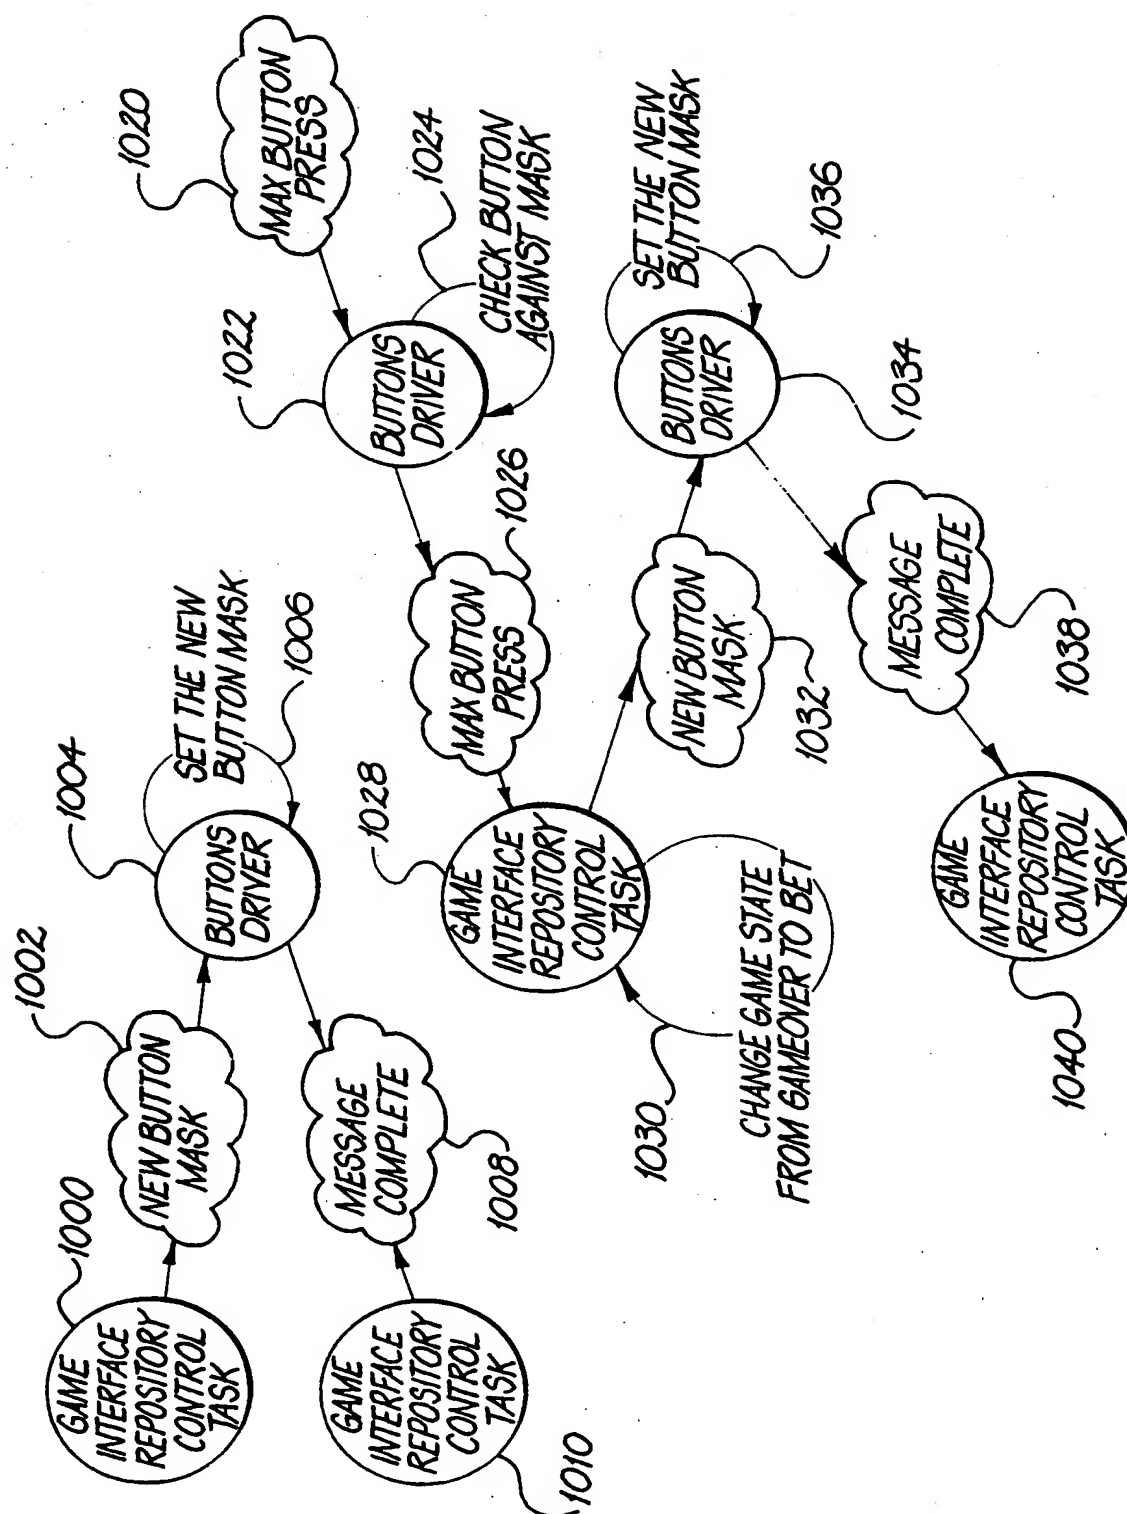 1000
GAME
INTERFACE
REPOSITORY
CONTROL
TASK
1002
NEW BUTTON
MASK
1004
BUTTONS
DRIVER
SET THE NEW
BUTTON MASK
1006
1008
MESSAGE
COMPLETE
1010
GAME
INTERFACE
REPOSITORY
CONTROL
TASK
1020
MAX BUTTON
PRESS
1022
BUTTONS
DRIVER
1024
CHECK BUTTON
AGAINST MASK
1026
MAX BUTTON
PRESS
1028
GAME
INTERFACE
REPOSITORY
CONTROL
TASK
1030
CHANGE GAME STATE
FROM GAMEOVER TO BET
1032
NEW BUTTON
MASK
1034
BUTTONS
DRIVER
SET THE NEW
BUTTON MASK
1036
1038
MESSAGE
COMPLETE
1040
GAME
INTERFACE
REPOSITORY
CONTROL
TASK